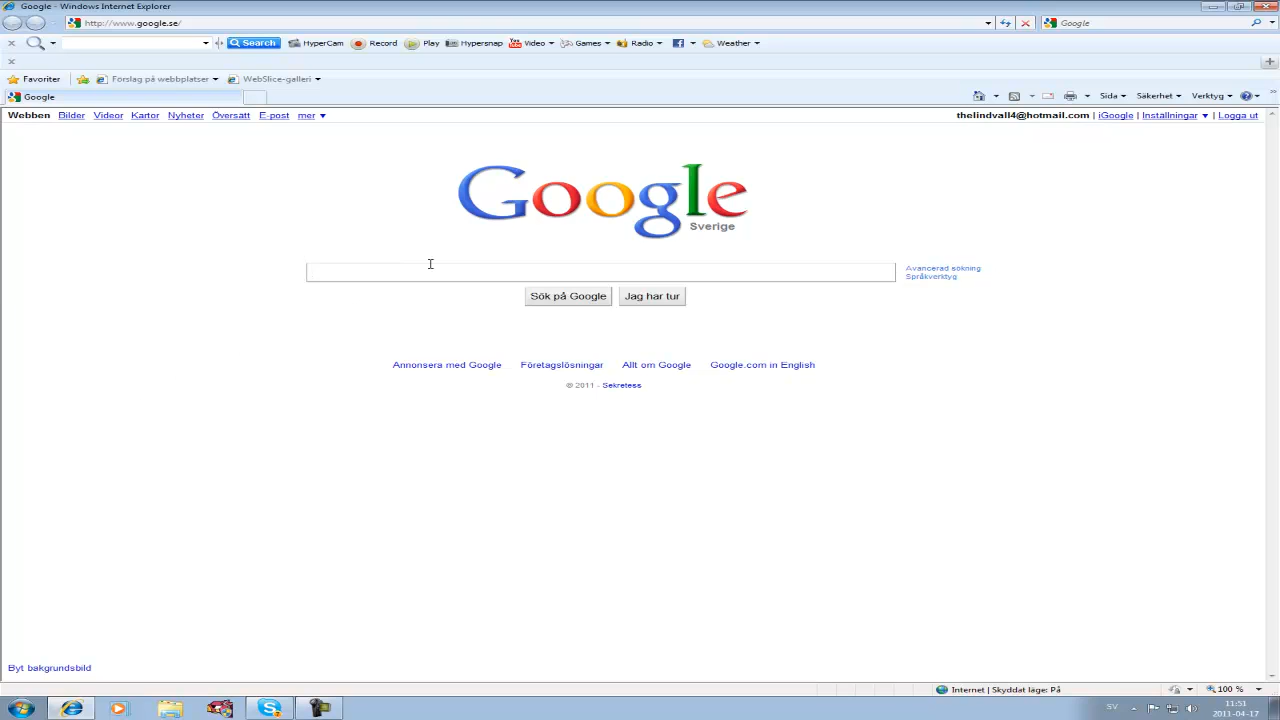 Google - Windows Internet Explorer
http://www.google.se/
Google
Search
HyperCam
Record
Play
Hypersnap
You Tube
Video
Games
Radio
Weather
Favoriter
Förslag på webbplatser
WebSlice-galleri
Google
Sida
Säkerhet
Verktyg
Webben Bilder Videor Kartor Nyheter Översätt E-post mer
thelindvall4@hotmail.com | iGoogle | Inställningar | Logga ut
Google
Sverige
Avancerad sökning
Språkverktyg
Sök på Google
Jag har tur
Annonsera med Google Företagslösningar Allt om Google Google.com in English
© 2011 - Sekretess
Byt bakgrundsbild
Internet | Skyddat läge: På
100 %
SV
11:51
2011-04-17